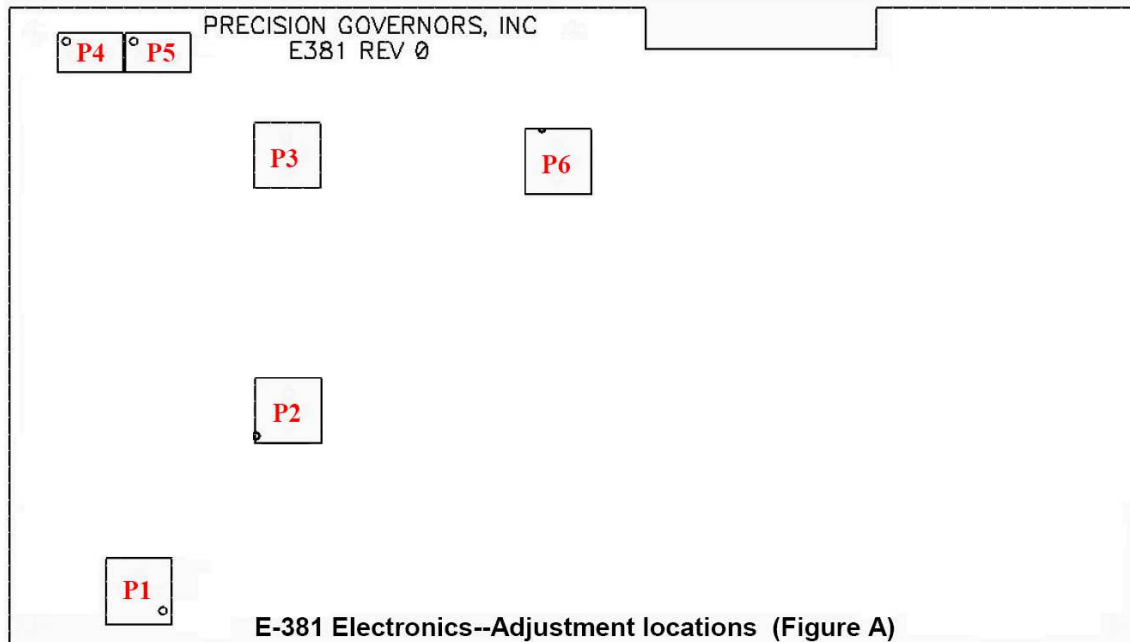 PRECISION GOVERNORS, INC
E381 REV 0
P4 P5
P3
P6
P2
P1
E-381 Electronics--Adjustment locations (Figure A)